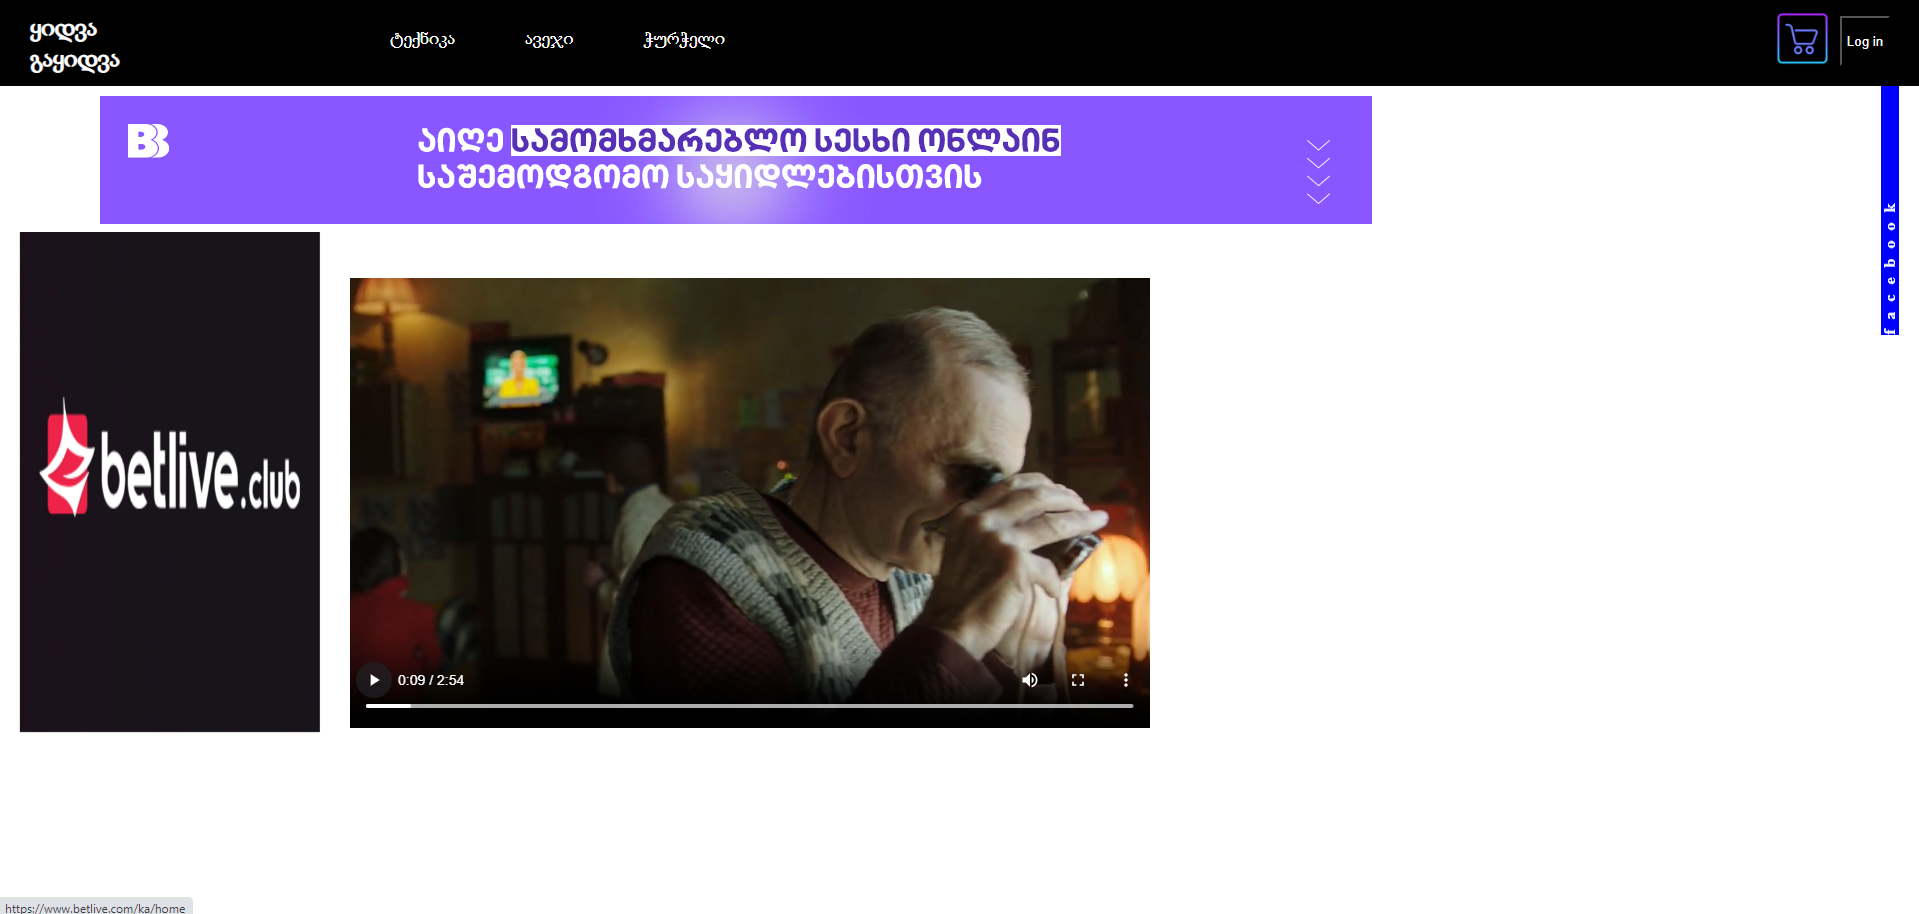 ყიდვა
გაყიდვა
ტექნიკა
ავეჯი
ჭურჭელი
Log in
BB
აიღე სამომხმარებლო სესხი ონლაინ
საშემოდგომო საყიდლებისთვის
facebook
betlive.club
0:09 / 2:54
https://www.betlive.com/ka/home